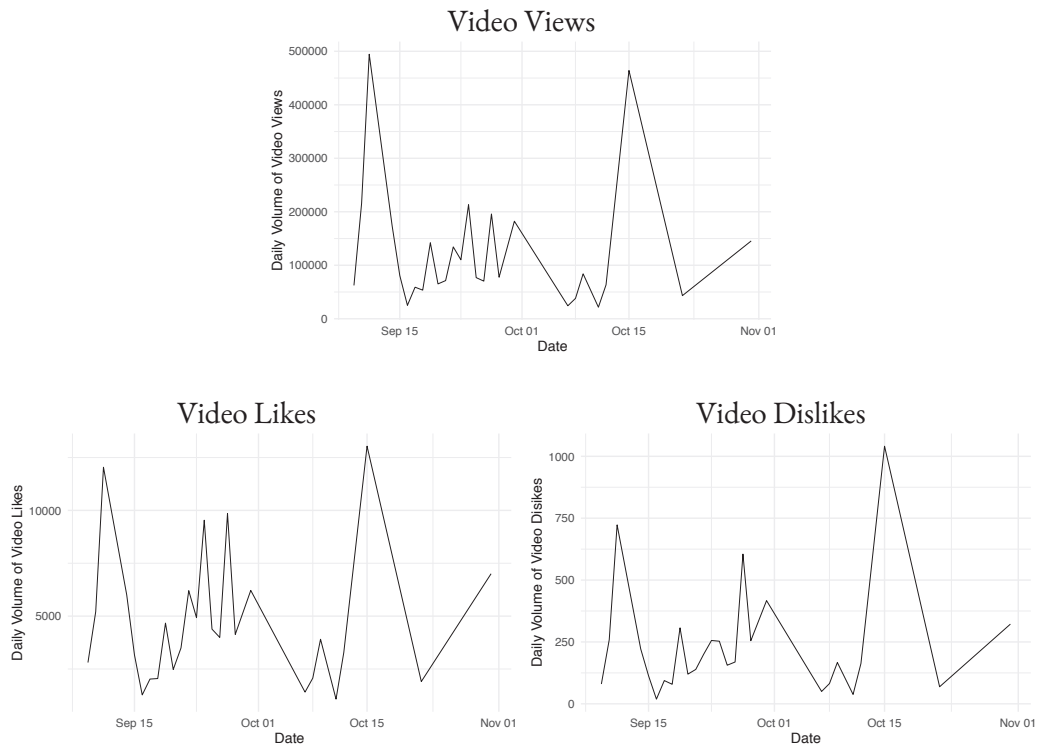 Video Views
Daily Volume of Video Views
500000
400000
300000
200000
100000
0
Sep 15
Oct 01
Oct 15
Nov 01
Date
Video Likes
Daily Volume of Video Likes
10000
5000
Sep 15
Oct 01
Oct 15
Nov 01
Date
Video Dislikes
Daily Volume of Video Disikes
1000
750
500
250
0
Sep 15
Oct 01
Oct 15
Nov 01
Date